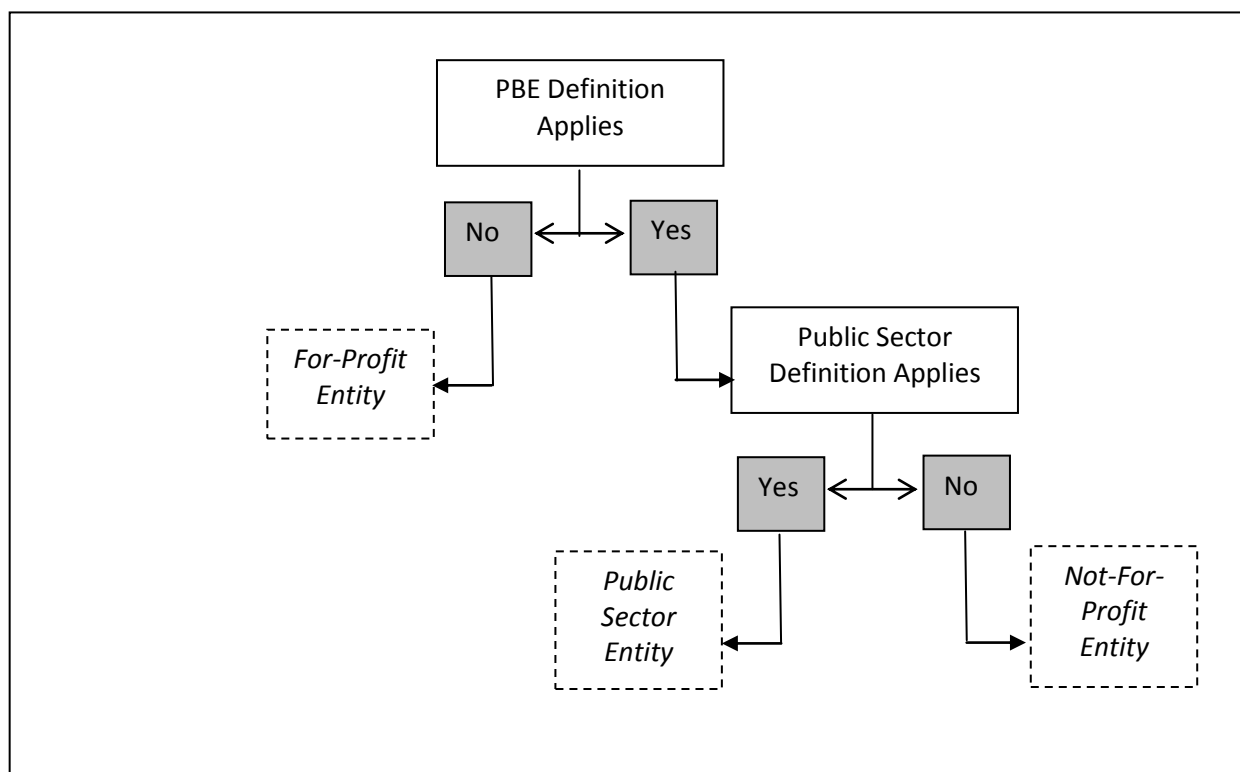 PBE Definition
Applies
No
Yes
For-Profit
Entity
Public Sector
Definition Applies
Yes
No
Public
Sector
Entity
Not-For-
Profit
Entity